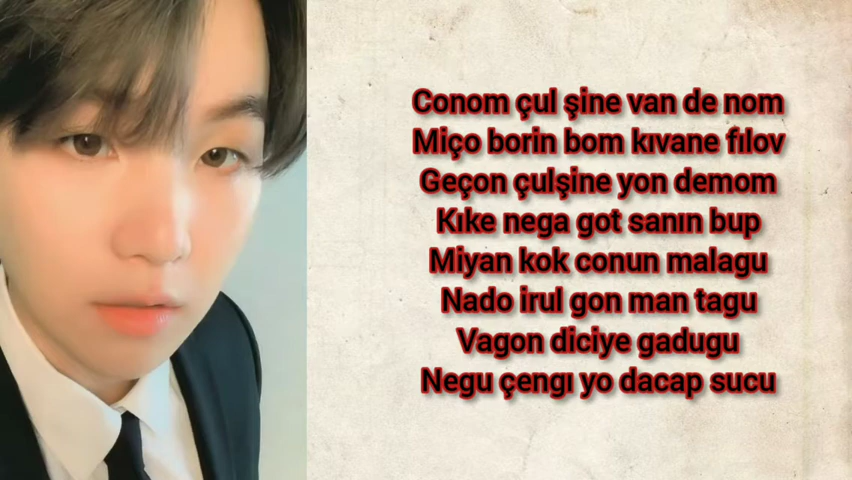 Conom çul şine van de nom
Miço borin bom kıvane fılov
Geçon çulşine yon demom
Kıke nega got sanın bup
Miyan kok conun malagu
Nado irul gon man tagu
Vagon diciye gadugu
Negu çengı yo dacap sucu